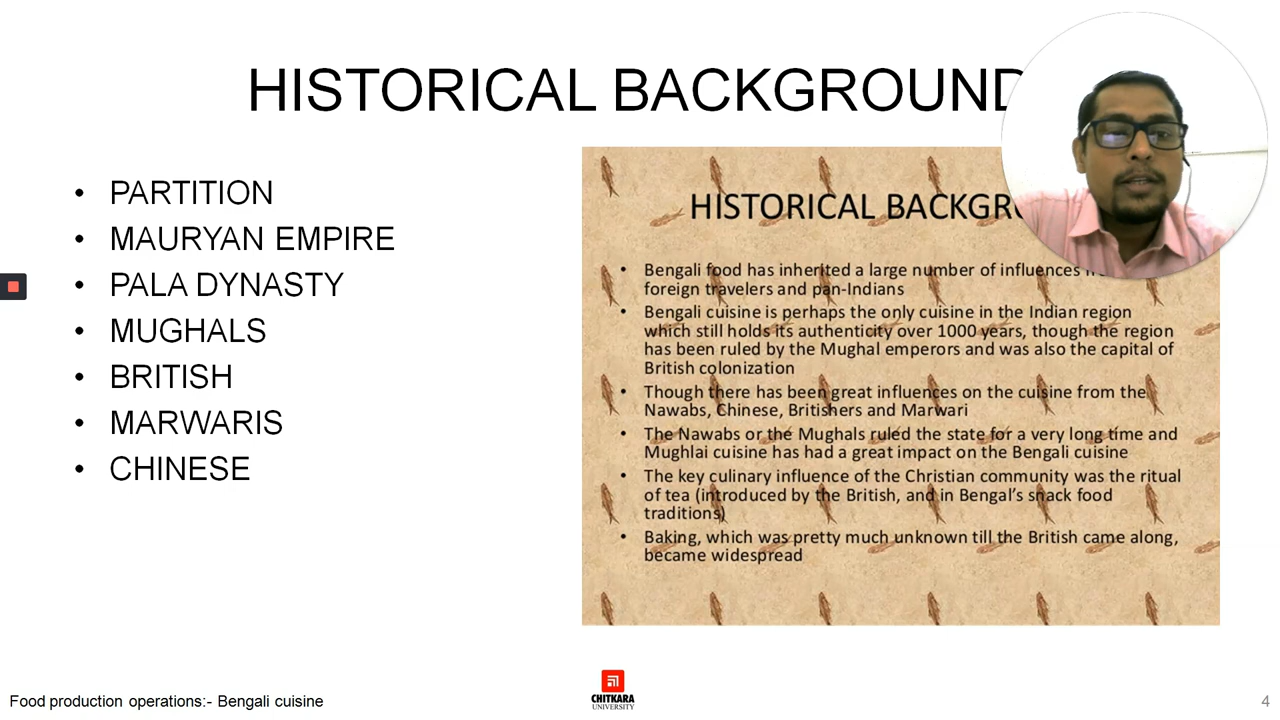 HISTORICAL BACKGROUND
• PARTITION
• MAURYAN EMPIRE
• PALA DYNASTY
• MUGHALS
• BRITISH
• MARWARIS
• CHINESE
HISTORICAL
• Bengali food has inherited a large number of influences
foreign travelers and pan-Indians
• Bengali cuisine is perhaps the only cuisine in the Indian region
which still holds its authenticity over 1000 years, though the region
has been ruled by the Mughal emperors and was also the capital of
British colonization
• Though there has been great influences on the cuisine from the
Nawabs, Chinese, Britishers and Marwari
• The Nawabs or the Mughals ruled the state for a very long time and
Mughlai cuisine has had a great impact on the Bengali cuisine
• The key culinary influence of the Christian community was the ritual
of tea (introduced by the British, and in Bengal's snack food
traditions)
• Baking, which was pretty much unknown till the British came along,
became widespread
Food production operations:- Bengali cuisine
CHITKARA
UNIVERSITY
4